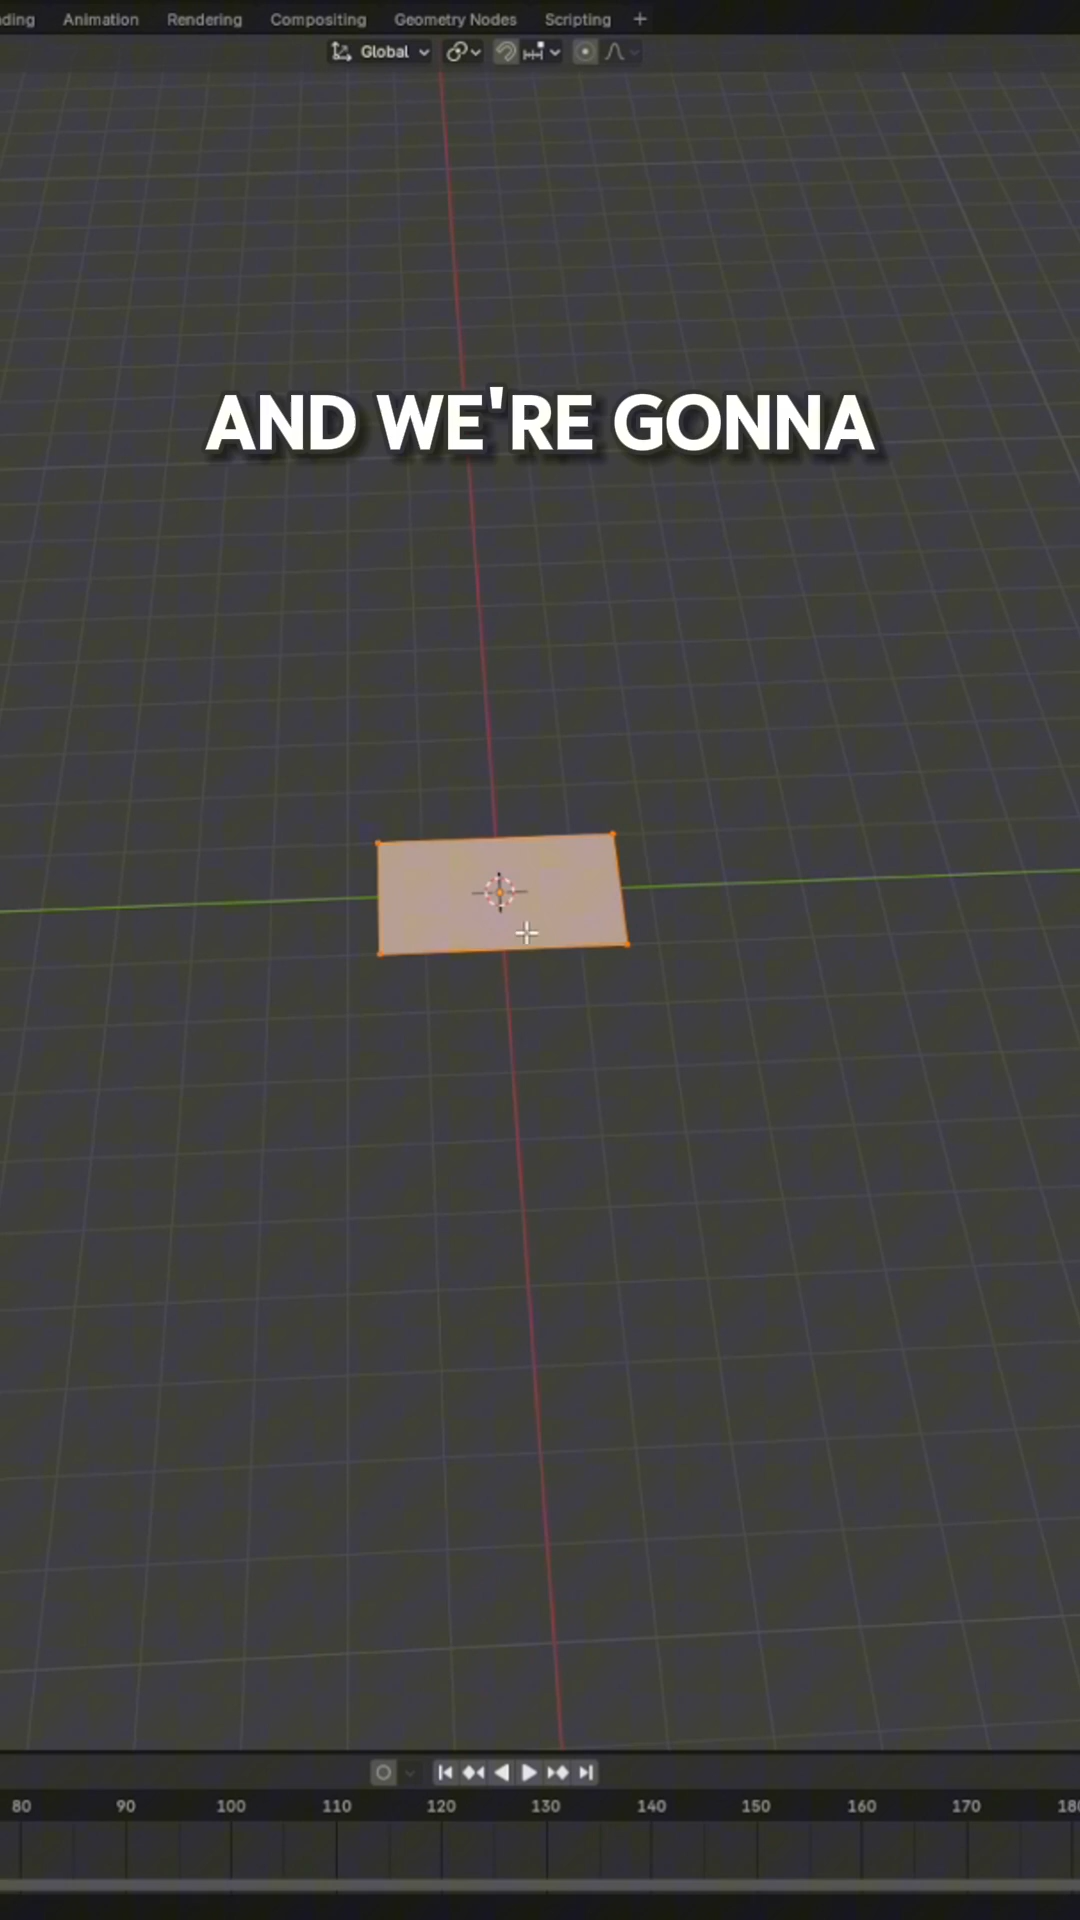 ding Animation Rendering Compositing Geometry Nodes Scripting +
Global
AND WE'RE GONNA
80 90 100 110 120 130 140 150 160 170 180